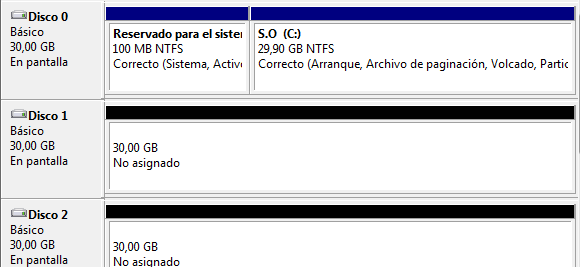 Disco 0
Básico
30,00 GB
En pantalla
Reservado para el sister
100 MB NTFS
Correcto (Sistema, Active
S.O (C:)
29,90 GB NTFS
Correcto (Arranque, Archivo de paginación, Volcado, Partic
Disco 1
Básico
30,00 GB
En pantalla
30,00 GB
No asignado
Disco 2
Básico
30,00 GB
En pantalla
30,00 GB
No asignado